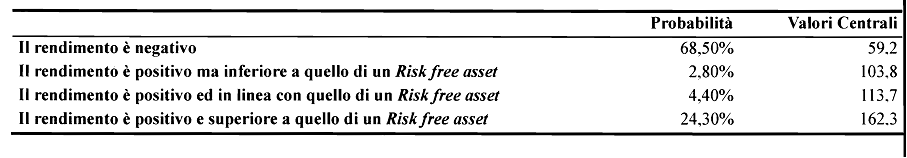 Probabilità Valori Centrali
Il rendimento è negativo 68,50% 59,2
Il rendimento è positivo ma inferiore a quello di un Risk free asset 2,80% 103,8
Il rendimento è positivo ed in linea con quello di un Risk free asset 4,40% 113,7
Il rendimento è positivo e superiore a quello di un Risk free asset 24,30% 162,3